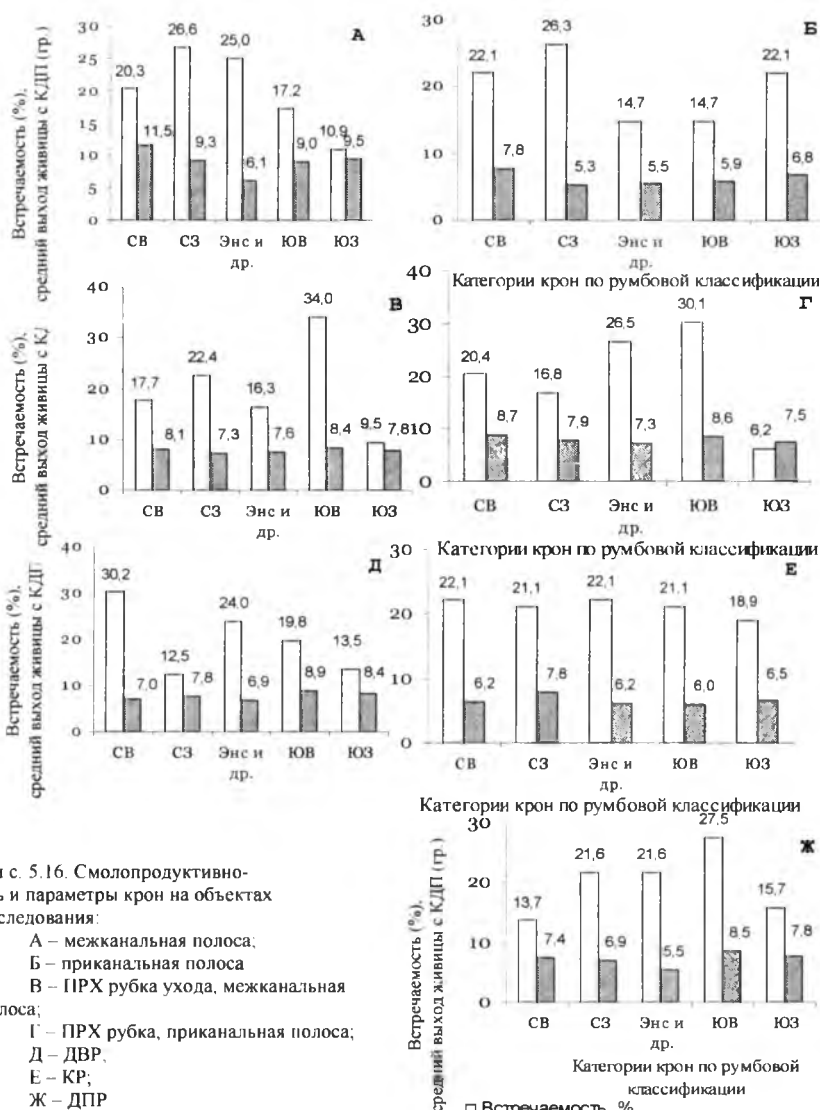 Встречаемость (%),
средний выход живицы с КДП (гр.)
А
30
25
20
15
10
5
0
20,3
11,5
26,6
9,3
25,0
6,1
17,2
9,0
10,9
9,5
СВ СЗ Энс и ЮВ ЮЗ
др.
Б
30
20
10
0
22,1
7,8
26,3
5,3
14,7
5,5
14,7
5,9
22,1
6,8
СВ СЗ Энс и ЮВ ЮЗ
др.
Категории крон по румбовой классификации
Встречаемость (%),
средний выход живицы с КД
В
40
30
20
10
0
17,7
8,1
22,4
7,3
16,3
7,6
34,0
8,4
9,5
7,8
СВ СЗ Энс и ЮВ ЮЗ
др.
Г
40
30
20
10
0
20,4
8,7
16,8
7,9
26,5
7,3
30,1
8,6
6,2
7,5
СВ СЗ Энс и ЮВ ЮЗ
др.
Категории крон по румбовой классификации
Встречаемость (%),
средний выход живицы с КДП
Д
40
30
20
10
0
30,2
7,0
12,5
7,8
24,0
6,9
19,8
8,9
13,5
8,4
СВ СЗ Энс и ЮВ ЮЗ
др.
Е
30
20
10
0
22,1
6,2
21,1
7,8
22,1
6,2
21,1
6,0
18,9
6,5
СВ СЗ Энс и ЮВ ЮЗ
др.
Категории крон по румбовой классификации
Встречаемость (%),
средний выход живицы с КДП (гр.)
Ж
30
20
10
0
13,7
7,4
21,6
6,9
21,6
5,5
27,5
8,5
15,7
7,8
СВ СЗ Энс и ЮВ ЮЗ
др.
Категории крон по румбовой
классификации
□ Встречаемость, %
с. 5.16. Смолопродуктивно-
ь и параметры крон на объектах
следования:
А – межканальная полоса;
Б – приканальная полоса
В – ПРХ рубка ухода, межканальная
лоса;
Г – ПРХ рубка, приканальная полоса;
Д – ДВР;
Е – КР;
Ж – ДПР